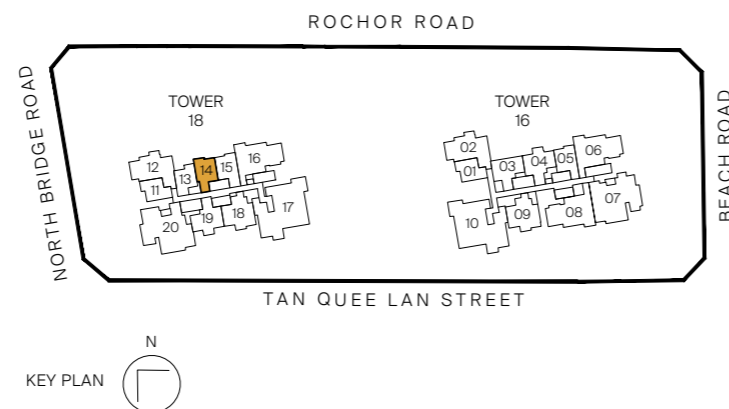 ROCHOR ROAD
NORTH BRIDGE ROAD
BEACH ROAD
TOWER
18
TOWER
16
12
11
13
14
15
16
20
19
18
17
02
01
03
04
05
06
10
09
08
07
TAN QUEE LAN STREET
N
KEY PLAN